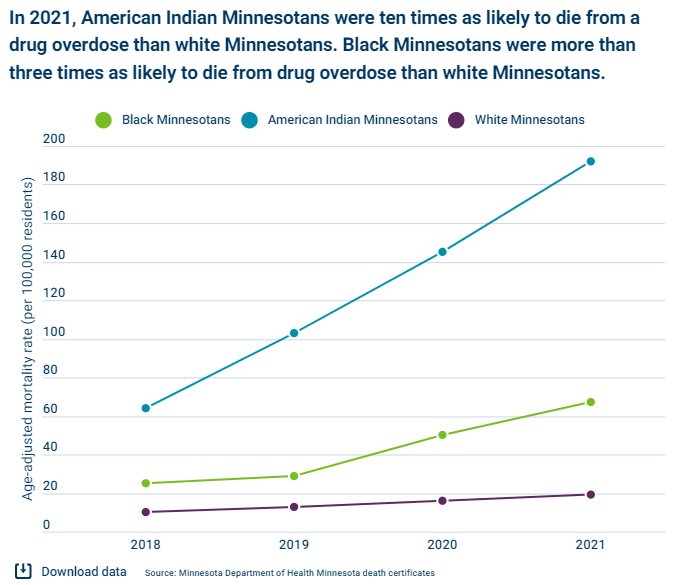 In 2021, American Indian Minnesotans were ten times as likely to die from a
drug overdose than white Minnesotans. Black Minnesotans were more than
three times as likely to die from drug overdose than white Minnesotans.
Black Minnesotans American Indian Minnesotans White Minnesotans
Age-adjusted mortality rate (per 100,000 residents)
200
180
160
140
120
100
80
60
40
20
0
2018 2019 2020 2021
Download data Source: Minnesota Department of Health Minnesota death certificates